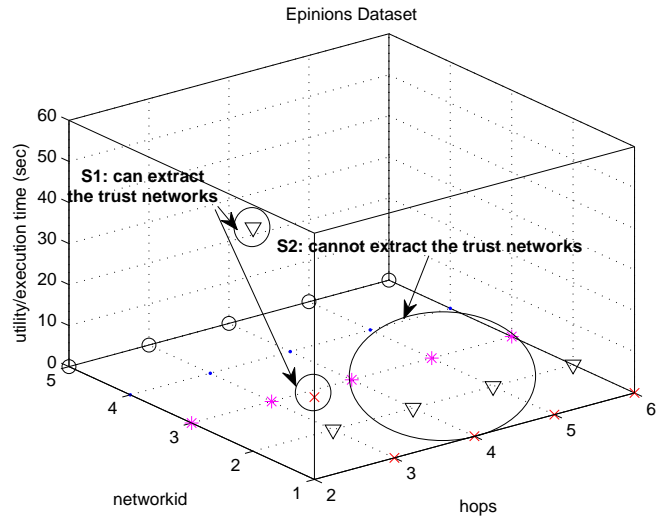 Epinions Dataset
60
50
40
30
20
10
0
utility/execution time (sec)
S1: can extract
the trust networks
S2: cannot extract the trust networks
5
4
3
2
1
networkid
2
3
4
5
6
hops